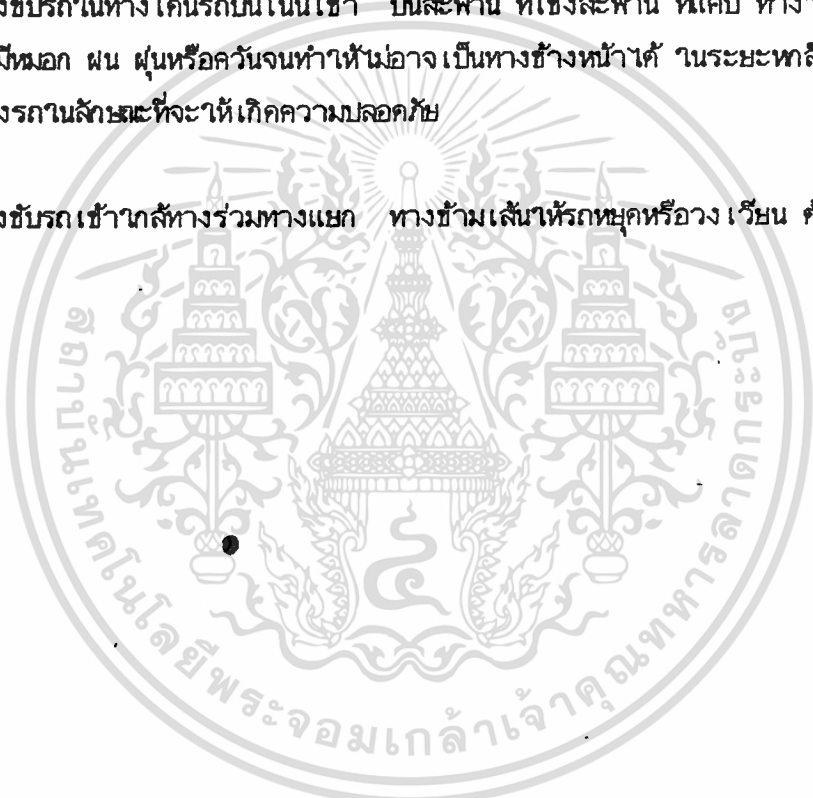 งขับรถในทางเดินรถบนเนินเขา บนสะพาน ที่เชิงสะพาน ที่แคบ ทาง
มีหมอก ฝน ฝุ่นหรือควันจนทำให้ไม่อาจเป็นทางข้างหน้าได้ ในระยะหกสิ
งรถในลักษณะที่จะให้เกิดความปลอดภัย
งขับรถเข้าใกล้ทางร่วมทางแยก ทางข้ามเส้นให้รถหยุดหรือวงเวียน ต้
สถาบันเทคโนโลยีพระจอมเกล้าเจ้าคุณทหารลาดกระบัง